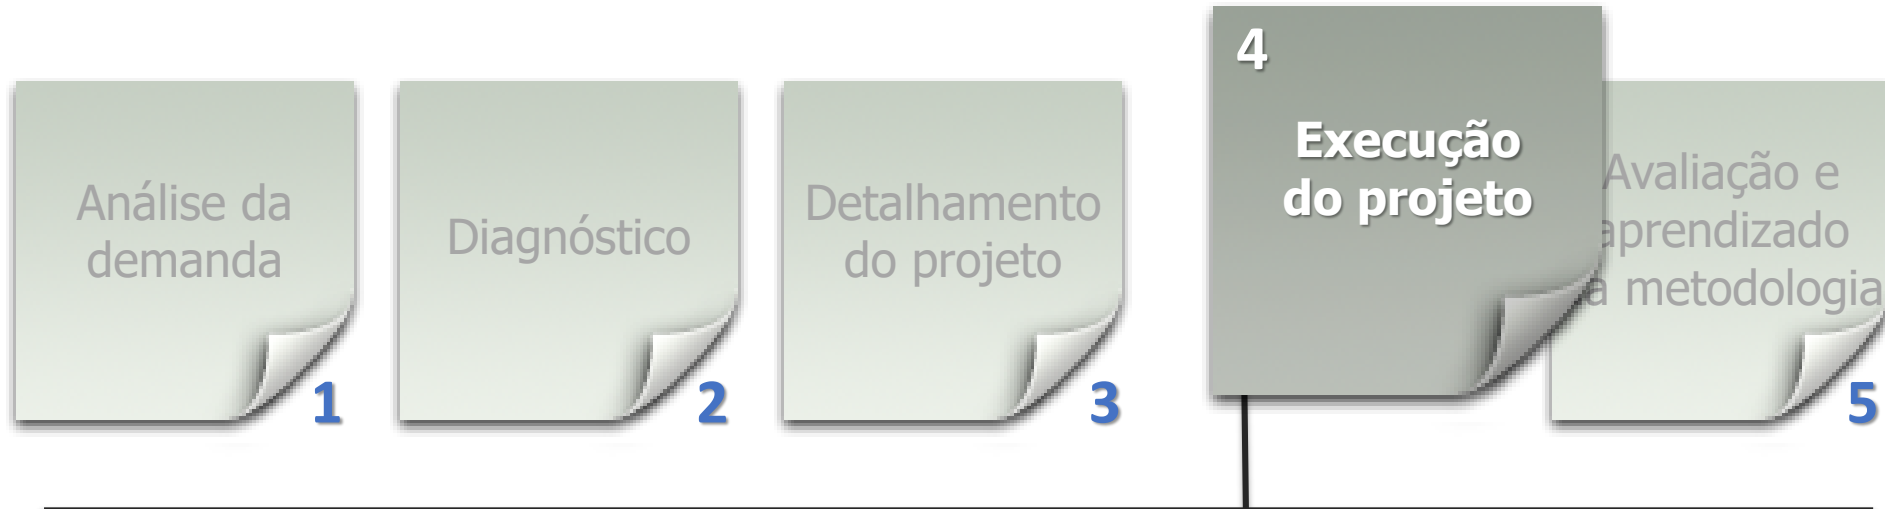 Análise da
demanda
1
Diagnóstico
2
Detalhamento
do projeto
3
4
Execução
do projeto
Avaliação e
aprendizado
metodologia
5